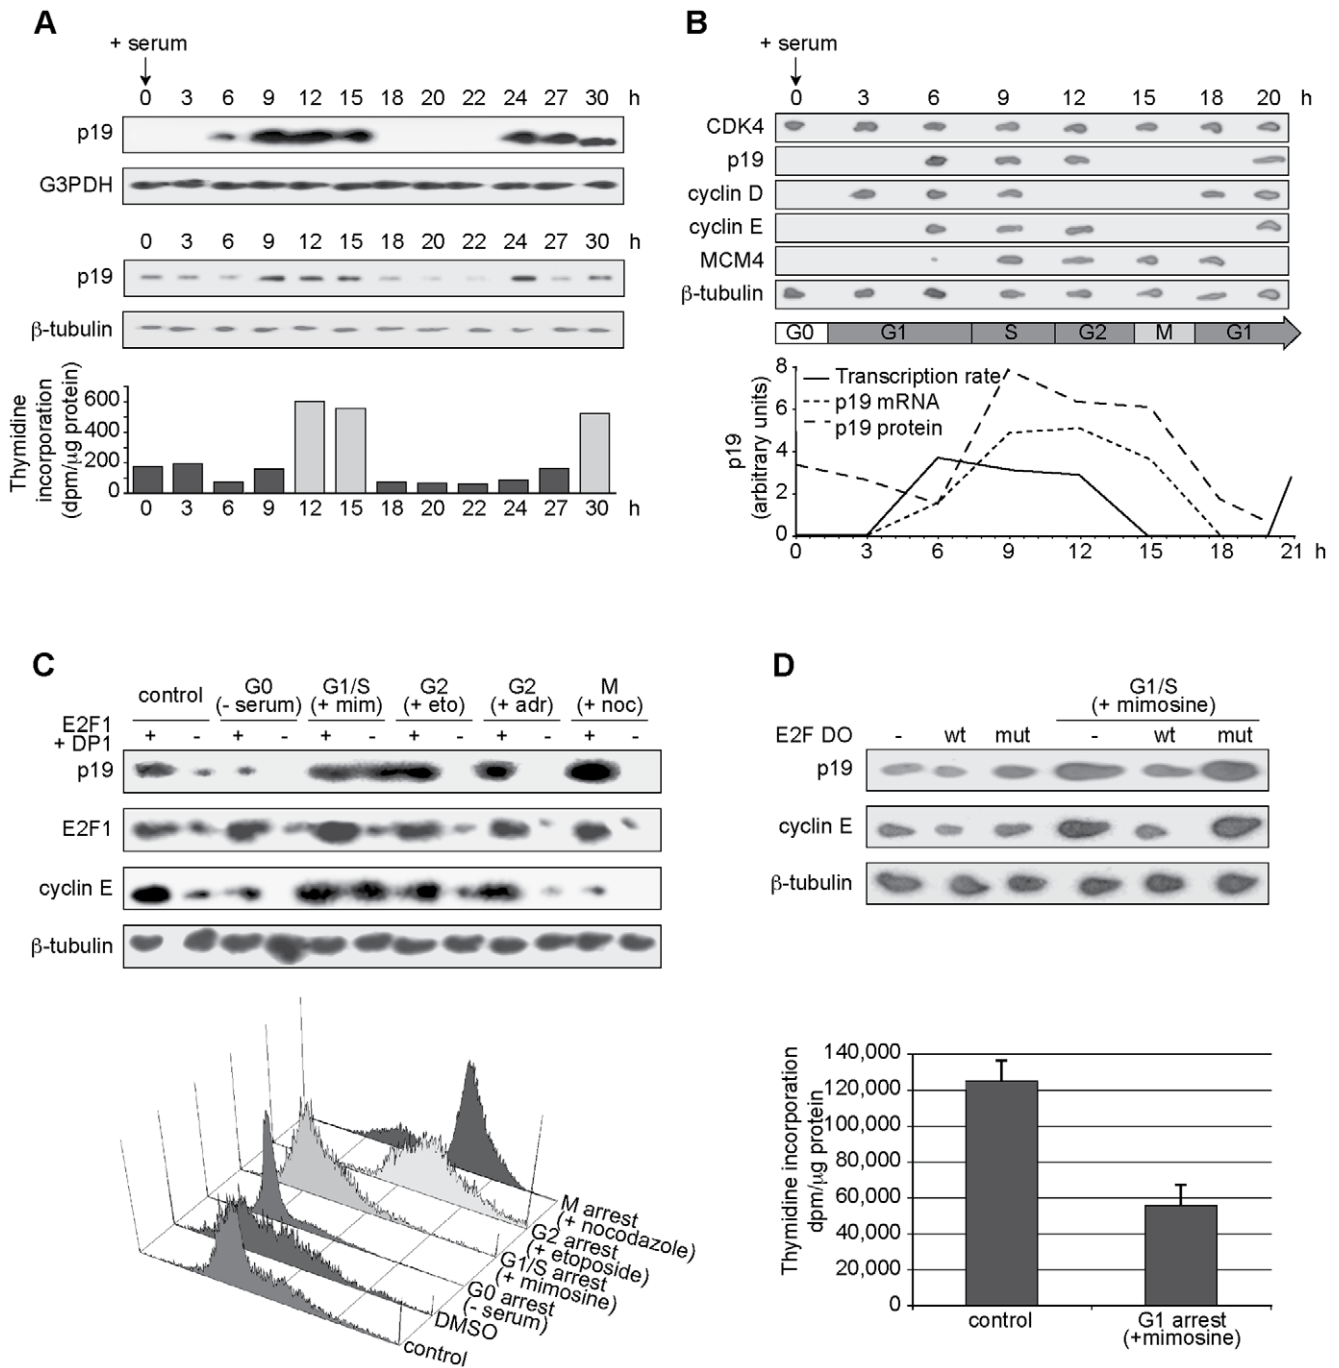 A
+ serum
0 3 6 9 12 15 18 20 22 24 27 30 h
p19
G3PDH
0 3 6 9 12 15 18 20 22 24 27 30 h
p19
β-tubulin
Thymidine
incorporation
(dpm/μg protein)
600
400
200
0
0 3 6 9 12 15 18 20 22 24 27 30 h
B
+ serum
0 3 6 9 12 15 18 20 h
CDK4
p19
cyclin D
cyclin E
MCM4
β-tubulin
G0 G1 S G2 M G1
p19
(arbitrary units)
8
6
4
2
0
Transcription rate
p19 mRNA
p19 protein
0 3 6 9 12 15 18 21 h
C
control G0 (- serum) G1/S (+ mim) G2 (+ eto) G2 (+ adr) M (+ noc)
E2F1
+ DP1
+ - + - + - + - + - + -
p19
E2F1
cyclin E
β-tubulin
M arrest
(+ nocodazole)
G2 arrest
(+ etoposide)
G1/S arrest
(+ mimosine)
G0 arrest
(- serum)
DMSO
control
D
G1/S
(+ mimosine)
E2F DO - wt mut - wt mut
p19
cyclin E
β-tubulin
Thymidine incorporation
dpm/μg protein
140,000
120,000
100,000
80,000
60,000
40,000
20,000
0
control
G1 arrest
(+mimosine)